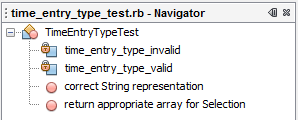 time_entry_type_test.rb - Navigator
TimeEntryTypeTest
time_entry_type_invalid
time_entry_type_valid
correct String representation
return appropriate array for Selection